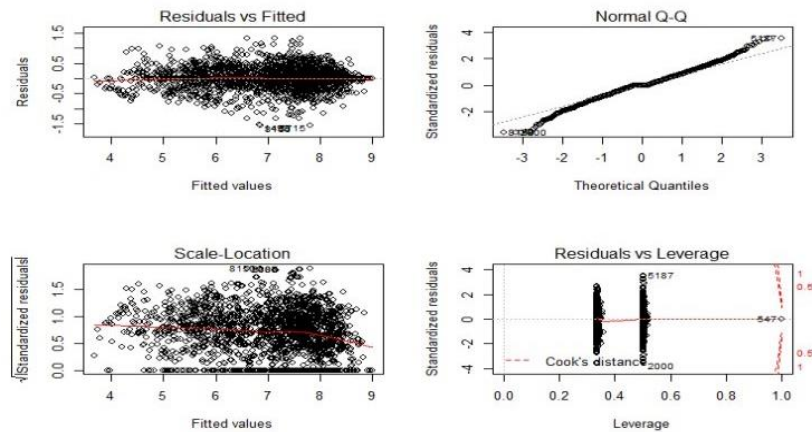 Residuals vs Fitted
Residuals
1.5
0.5
-0.5
-1.5
4 5 6 7 8 9
Fitted values
Normal Q-Q
Standardized residuals
4
2
0
-2
5187
-3 -2 -1 0 1 2 3
Theoretical Quantiles
Scale-Location
√|Standardized residuals|
1.5
1.0
0.5
0.0
4 5 6 7 8 9
Fitted values
Residuals vs Leverage
Standardized residuals
4
2
0
-2
-4
5187
547
2000
Cook's distance
1
0.5
0.5
1
0.0 0.2 0.4 0.6 0.8 1.0
Leverage